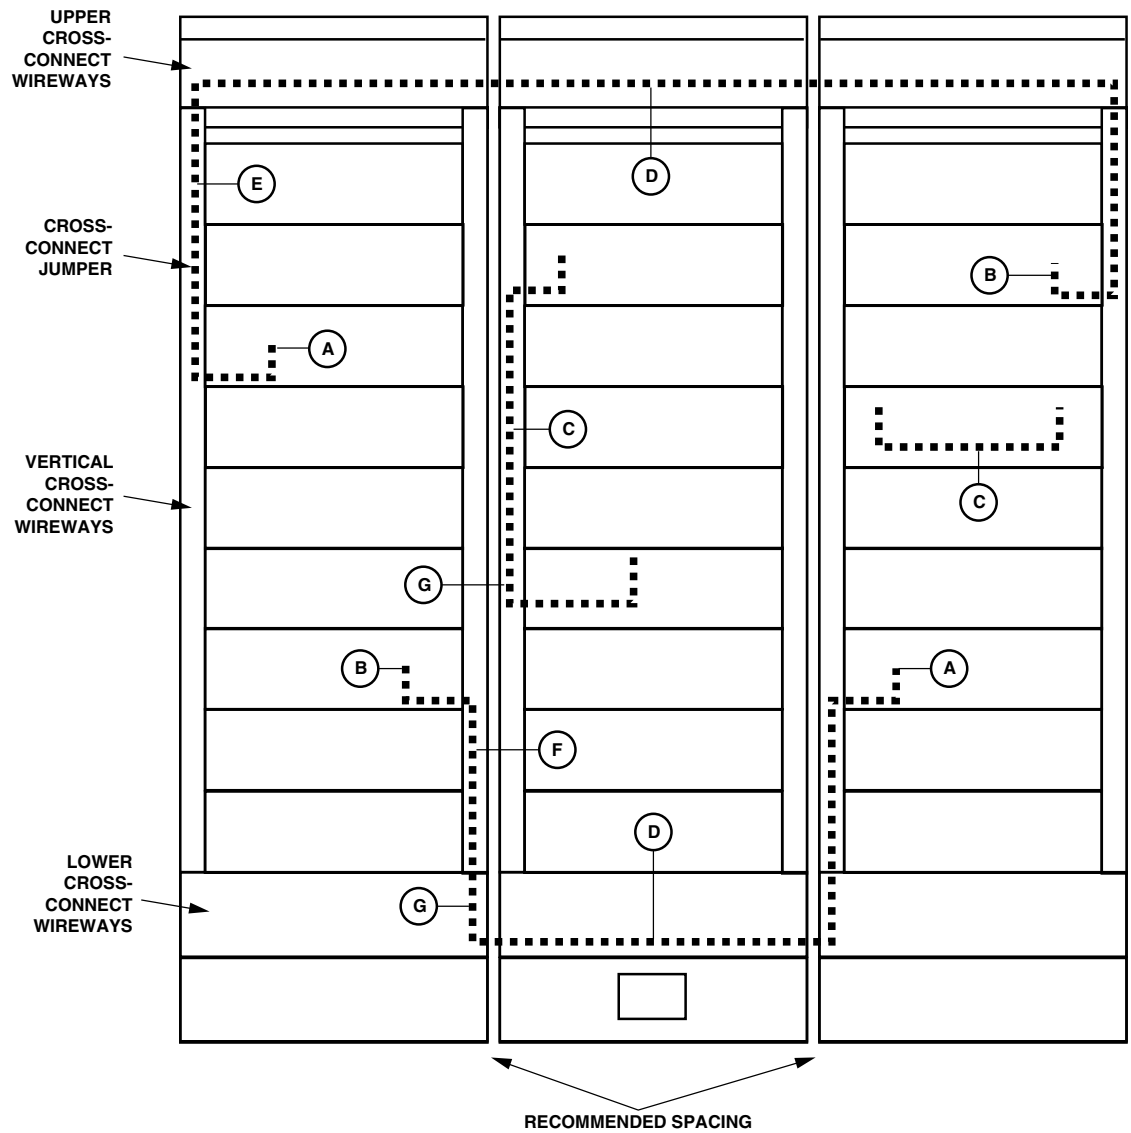 UPPER
CROSS-
CONNECT
WIREWAYS
D
E
CROSS-
CONNECT
JUMPER
B
A
C
VERTICAL
CROSS-
CONNECT
WIREWAYS
C
G
B
A
F
D
LOWER
CROSS-
CONNECT
WIREWAYS
G
RECOMMENDED SPACING